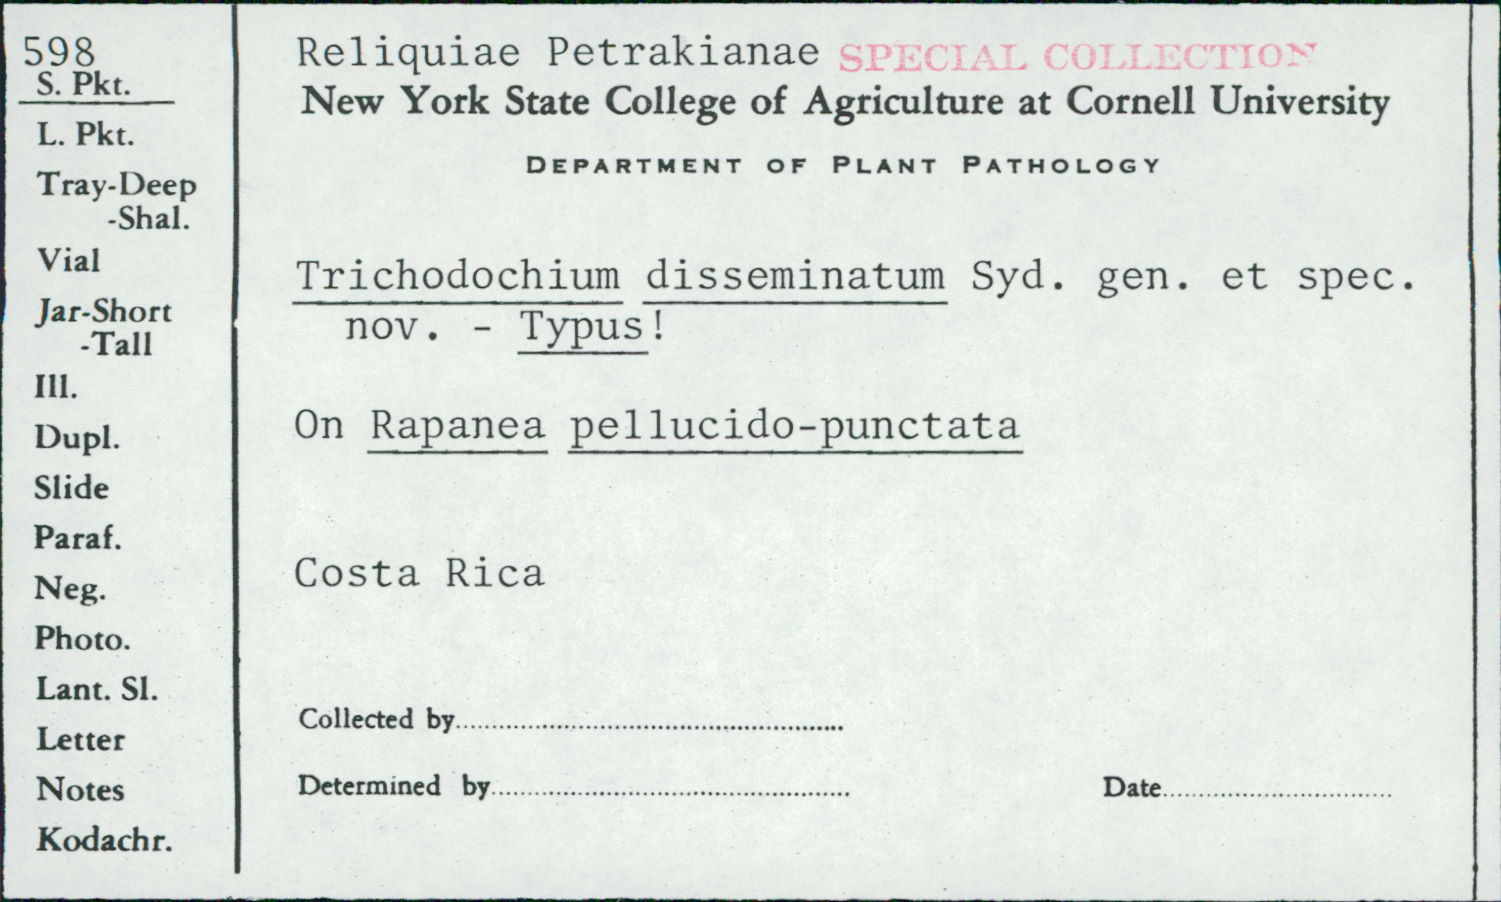 598
S. Pkt.
L. Pkt.
Tray-Deep
-Shal.
Vial
Jar-Short
-Tall
Ill.
Dupl.
Slide
Paraf.
Neg.
Photo.
Lant. Sl.
Letter
Notes
Kodachr.
Reliquiae Petrakianae SPECIAL COLLECTION
New York State College of Agriculture at Cornell University
DEPARTMENT OF PLANT PATHOLOGY
Trichodochium disseminatum Syd. gen. et spec.
nov. - Typus!
On Rapanea pellucido-punctata
Costa Rica
Collected by
Determined by Date